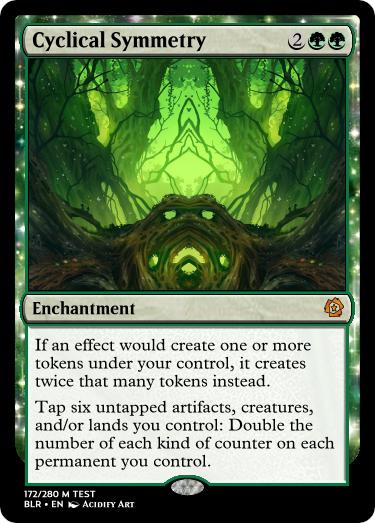 Cyclical Symmetry 2
Enchantment
If an effect would create one or more
tokens under your control, it creates
twice that many tokens instead.
Tap six untapped artifacts, creatures,
and/or lands you control: Double the
number of each kind of counter on each
permanent you control.
172/280 M TEST
BLR • EN Acidify Art